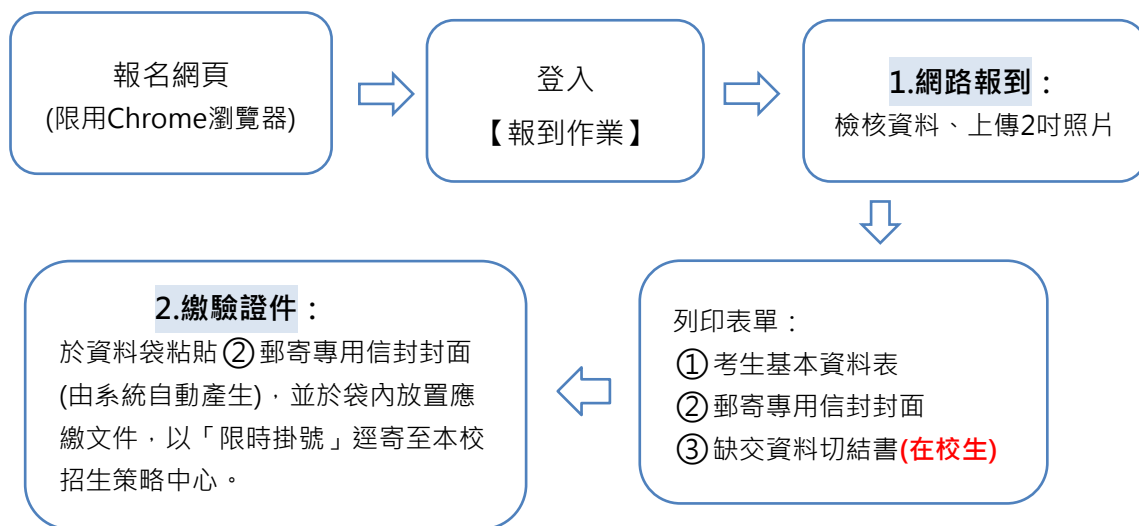 報名網頁
(限用Chrome瀏覽器)
登入
【報到作業】
1.網路報到：
檢核資料、上傳2吋照片
列印表單：
①考生基本資料表
②郵寄專用信封封面
③缺交資料切結書(在校生)
2.繳驗證件：
於資料袋粘貼②郵寄專用信封封面
(由系統自動產生)，並於袋內放置應
繳文件，以「限時掛號」逕寄至本校
招生策略中心。